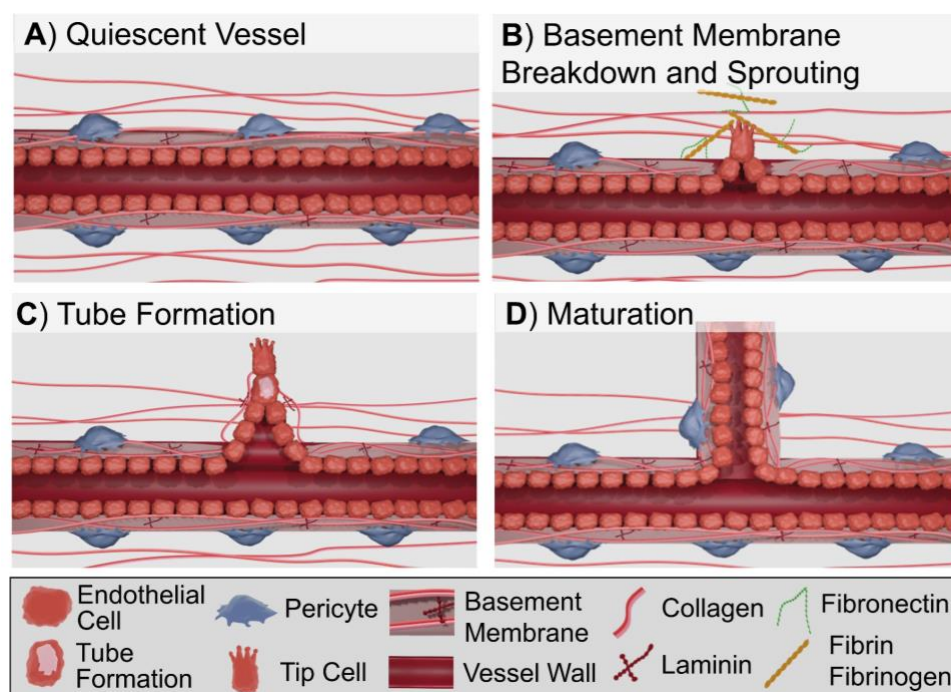 A) Quiescent Vessel
B) Basement Membrane
Breakdown and Sprouting
C) Tube Formation
D) Maturation
Endothelial
Cell
Pericyte
Basement
Membrane
Collagen
Fibronectin
Tube
Formation
Tip Cell
Vessel Wall
Laminin
Fibrin
Fibrinogen